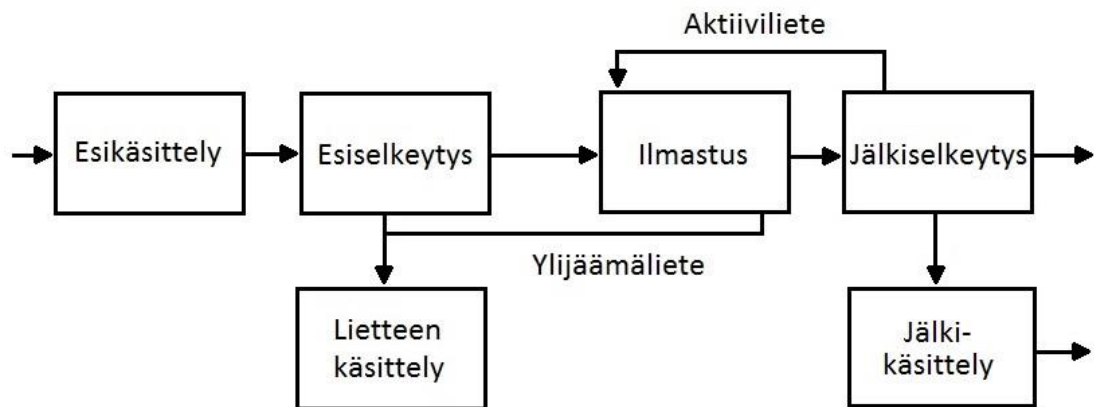 Aktiiviliete
Esikäsittely
Esiselkeytys
Ilmastus
Jälkiselkeytys
Ylijäämäliete
Lietteen
käsittely
Jälki-
käsittely